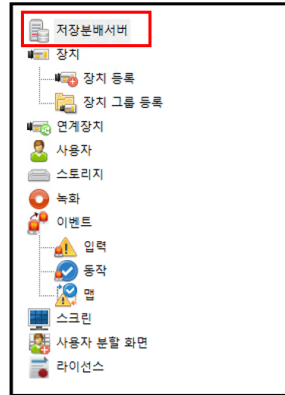 저장분배서버
장치
장치 등록
장치 그룹 등록
연계장치
사용자
스토리지
녹화
이벤트
입력
동작
맵
스크린
사용자 분할 화면
라이선스